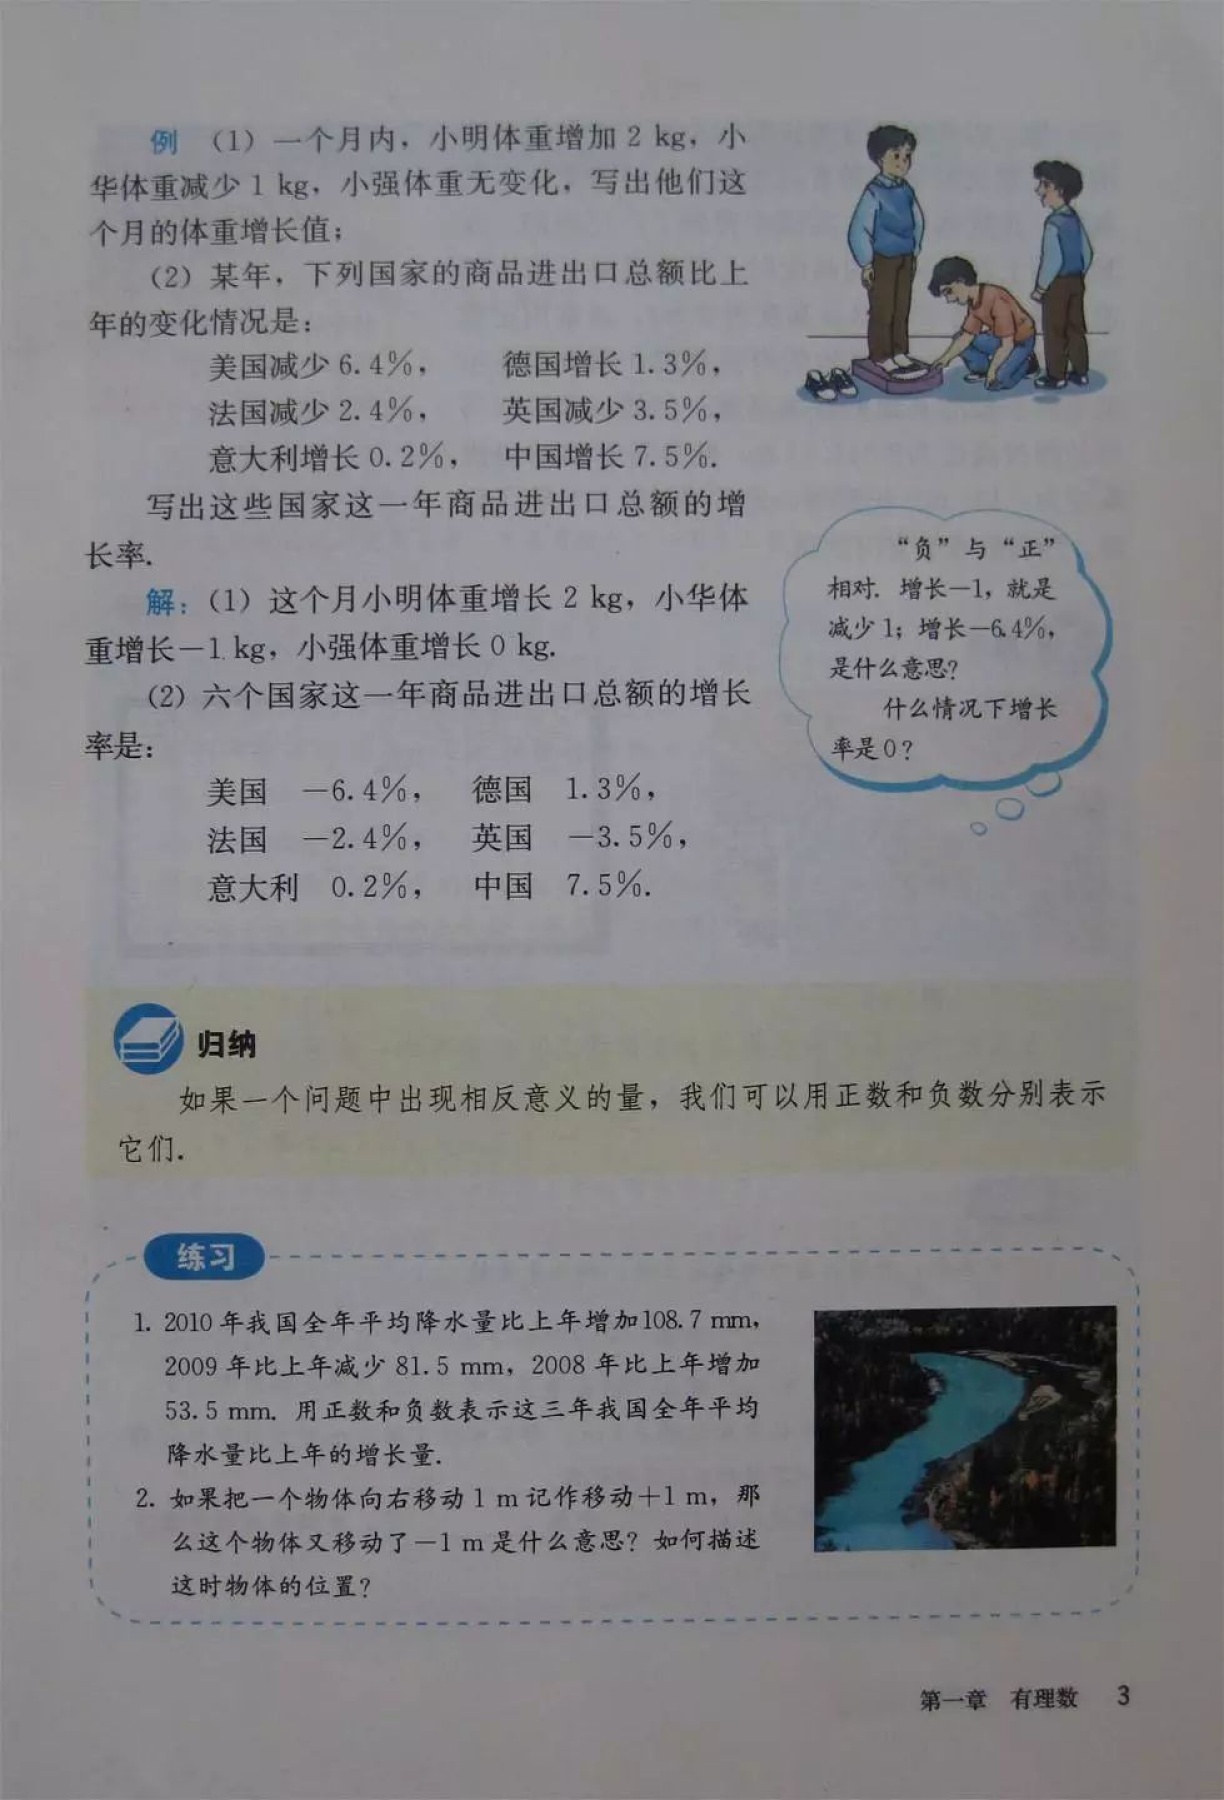 例 (1) 一个月内，小明体重增加 2 kg，小
华体重减少 1 kg，小强体重无变化，写出他们这
个月的体重增长值；
(2) 某年，下列国家的商品进出口总额比上
年的变化情况是：
美国减少 6.4%， 德国增长 1.3%，
法国减少 2.4%， 英国减少 3.5%，
意大利增长 0.2%， 中国增长 7.5%.
写出这些国家这一年商品进出口总额的增
长率.
解：(1) 这个月小明体重增长 2 kg，小华体
重增长－1 kg，小强体重增长 0 kg.
(2) 六个国家这一年商品进出口总额的增长
率是：
美国 －6.4%， 德国 1.3%，
法国 －2.4%， 英国 －3.5%，
意大利 0.2%， 中国 7.5%.
“负”与“正”
相对. 增长－1，就是
减少 1；增长－6.4%，
是什么意思？
什么情况下增长
率是 0？
归纳
如果一个问题中出现相反意义的量，我们可以用正数和负数分别表示
它们.
练习
1. 2010 年我国全年平均降水量比上年增加 108.7 mm，
2009 年比上年减少 81.5 mm，2008 年比上年增加
53.5 mm. 用正数和负数表示这三年我国全年平均
降水量比上年的增长量.
2. 如果把一个物体向右移动 1 m 记作移动＋1 m，那
么这个物体又移动了－1 m 是什么意思？如何描述
这时物体的位置？
第一章 有理数 3